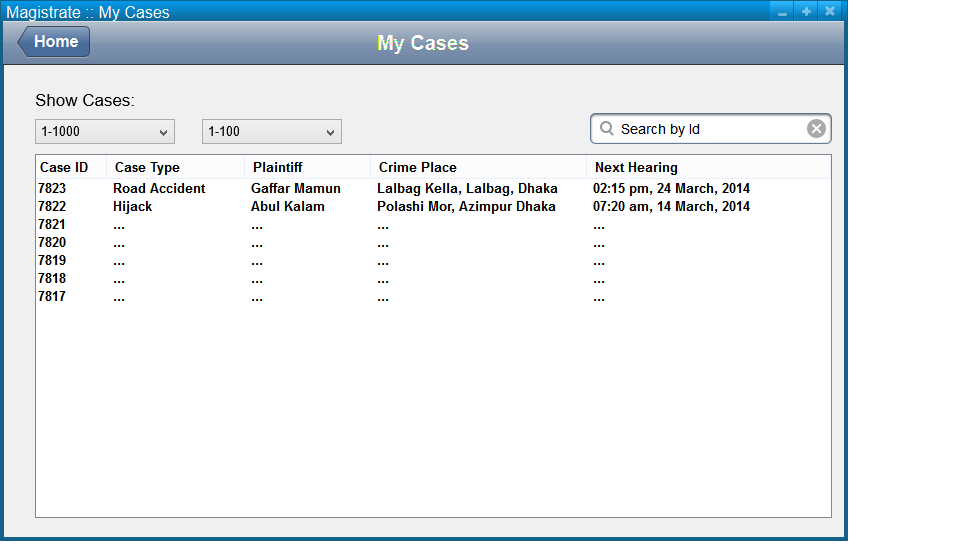 Magistrate :: My Cases
Home
My Cases
Show Cases:
1-1000 1-100 Search by Id
Case ID Case Type Plaintiff Crime Place Next Hearing
7823 Road Accident Gaffar Mamun Lalbag Kella, Lalbag, Dhaka 02:15 pm, 24 March, 2014
7822 Hijack Abul Kalam Polashi Mor, Azimpur Dhaka 07:20 am, 14 March, 2014
7821 ... ... ... ...
7820 ... ... ... ...
7819 ... ... ... ...
7818 ... ... ... ...
7817 ... ... ... ...